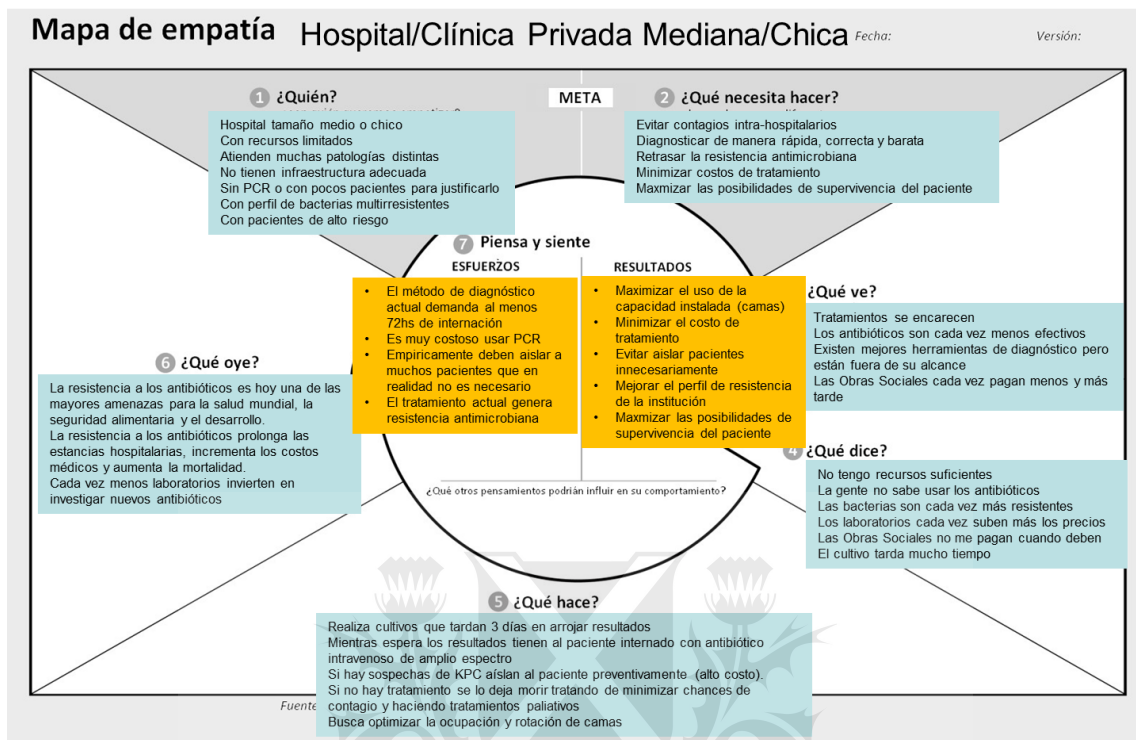 Mapa de empatía Hospital/Clínica Privada Mediana/Chica Fecha: Versión:
1 ¿Quién?
Hospital tamaño medio o chico
Con recursos limitados
Atienden muchas patologías distintas
No tienen infraestructura adecuada
Sin PCR o con pocos pacientes para justificarlo
Con perfil de bacterias multirresistentes
Con pacientes de alto riesgo
META
2 ¿Qué necesita hacer?
Evitar contagios intra-hospitalarios
Diagnosticar de manera rápida, correcta y barata
Retrasar la resistencia antimicrobiana
Minimizar costos de tratamiento
Maxmizar las posibilidades de supervivencia del paciente
7 Piensa y siente
ESFUERZOS
• El método de diagnóstico
actual demanda al menos
72hs de internación
• Es muy costoso usar PCR
• Empiricamente deben aislar a
muchos pacientes que en
realidad no es necesario
• El tratamiento actual genera
resistencia antimicrobiana
RESULTADOS
• Maximizar el uso de la
capacidad instalada (camas)
• Minimizar el costo de
tratamiento
• Evitar aislar pacientes
innecesariamente
• Mejorar el perfil de resistencia
de la institución
• Maxmizar las posibilidades de
supervivencia del paciente
¿Qué otros pensamientos podrián influir en su comportamiento?
¿Qué ve?
Tratamientos se encarecen
Los antibióticos son cada vez menos efectivos
Existen mejores herramientas de diagnóstico pero
están fuera de su alcance
Las Obras Sociales cada vez pagan menos y más
tarde
4 ¿Qué dice?
No tengo recursos suficientes
La gente no sabe usar los antibióticos
Las bacterias son cada vez más resistentes
Los laboratorios cada vez suben más los precios
Las Obras Sociales no me pagan cuando deben
El cultivo tarda mucho tiempo
5 ¿Qué hace?
Realiza cultivos que tardan 3 días en arrojar resultados
Mientras espera los resultados tienen al paciente internado con antibiótico
intravenoso de amplio espectro
Si hay sospechas de KPC aíslan al paciente preventivamente (alto costo).
Si no hay tratamiento se lo deja morir tratando de minimizar chances de
contagio y haciendo tratamientos paliativos
Busca optimizar la ocupación y rotación de camas
6 ¿Qué oye?
La resistencia a los antibióticos es hoy una de las
mayores amenazas para la salud mundial, la
seguridad alimentaria y el desarrollo.
La resistencia a los antibióticos prolonga las
estancias hospitalarias, incrementa los costos
médicos y aumenta la mortalidad.
Cada vez menos laboratorios invierten en
investigar nuevos antibióticos
Fuente